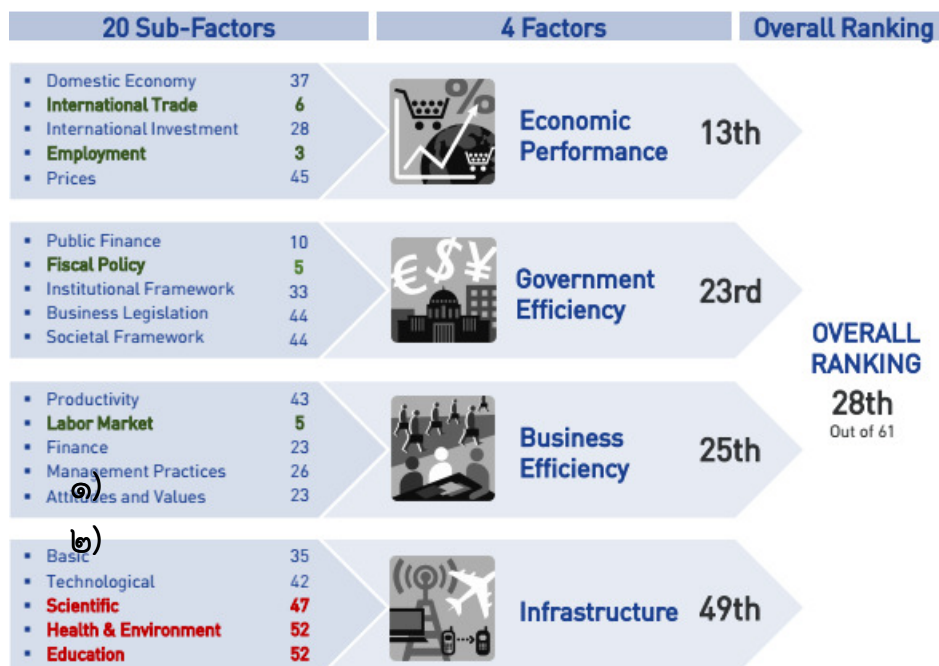 20 Sub-Factors 4 Factors Overall Ranking
▪ Domestic Economy 37
▪ International Trade 6
▪ International Investment 28
▪ Employment 3
▪ Prices 45
Economic
Performance
13th
▪ Public Finance 10
▪ Fiscal Policy 5
▪ Institutional Framework 33
▪ Business Legislation 44
▪ Societal Framework 44
€$¥
Government
Efficiency
23rd
▪ Productivity 43
▪ Labor Market 5
▪ Finance 23
▪ Management Practices 26
▪ Attitudes and Values 23
๑)
Business
Efficiency
25th
๒)
▪ Basic 35
▪ Technological 42
▪ Scientific 47
▪ Health & Environment 52
▪ Education 52
Infrastructure 49th
OVERALL
RANKING
28th
Out of 61
%